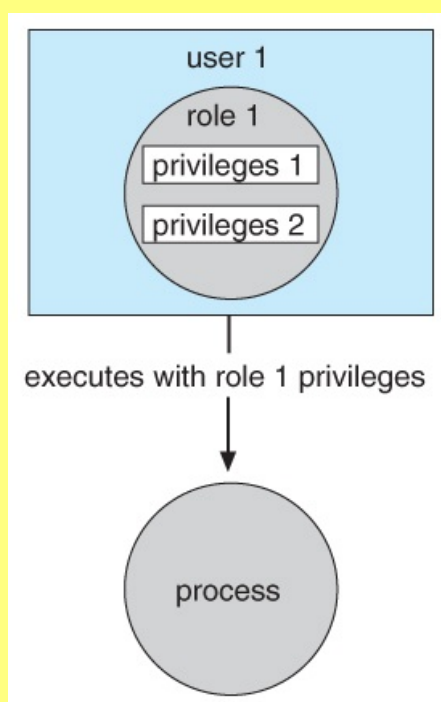 user 1
role 1
privileges 1
privileges 2
executes with role 1 privileges
process